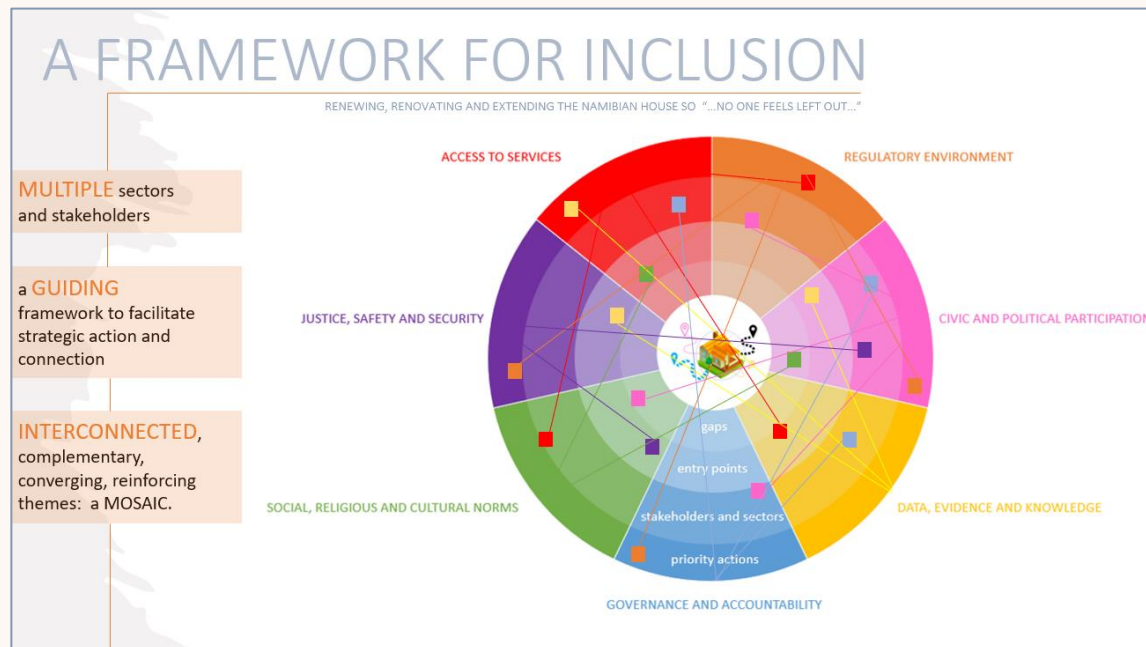 A FRAMEWORK FOR INCLUSION
RENEWING, RENOVATING AND EXTENDING THE NAMIBIAN HOUSE SO "...NO ONE FEELS LEFT OUT..."
MULTIPLE sectors
and stakeholders
a GUIDING
framework to facilitate
strategic action and
connection
INTERCONNECTED,
complementary,
converging, reinforcing
themes: a MOSAIC.
ACCESS TO SERVICES
REGULATORY ENVIRONMENT
JUSTICE, SAFETY AND SECURITY
CIVIC AND POLITICAL PARTICIPATION
SOCIAL, RELIGIOUS AND CULTURAL NORMS
DATA, EVIDENCE AND KNOWLEDGE
gaps
entry points
stakeholders and sectors
priority actions
GOVERNANCE AND ACCOUNTABILITY